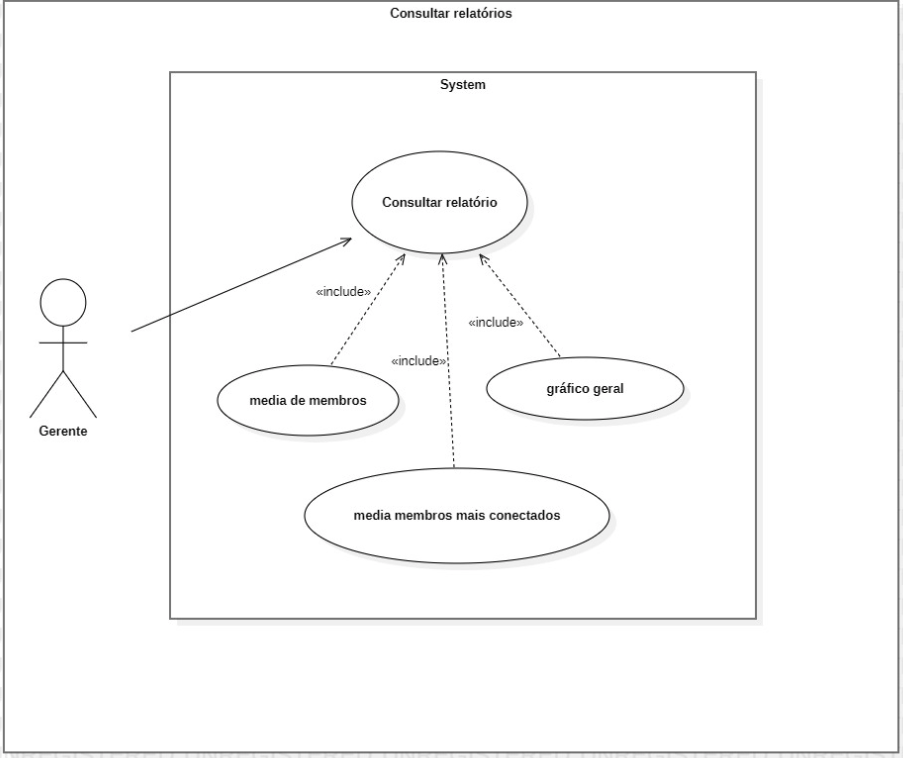 Consultar relatórios
System
Consultar relatório
«include»
«include»
«include»
media de membros
gráfico geral
Gerente
media membros mais conectados